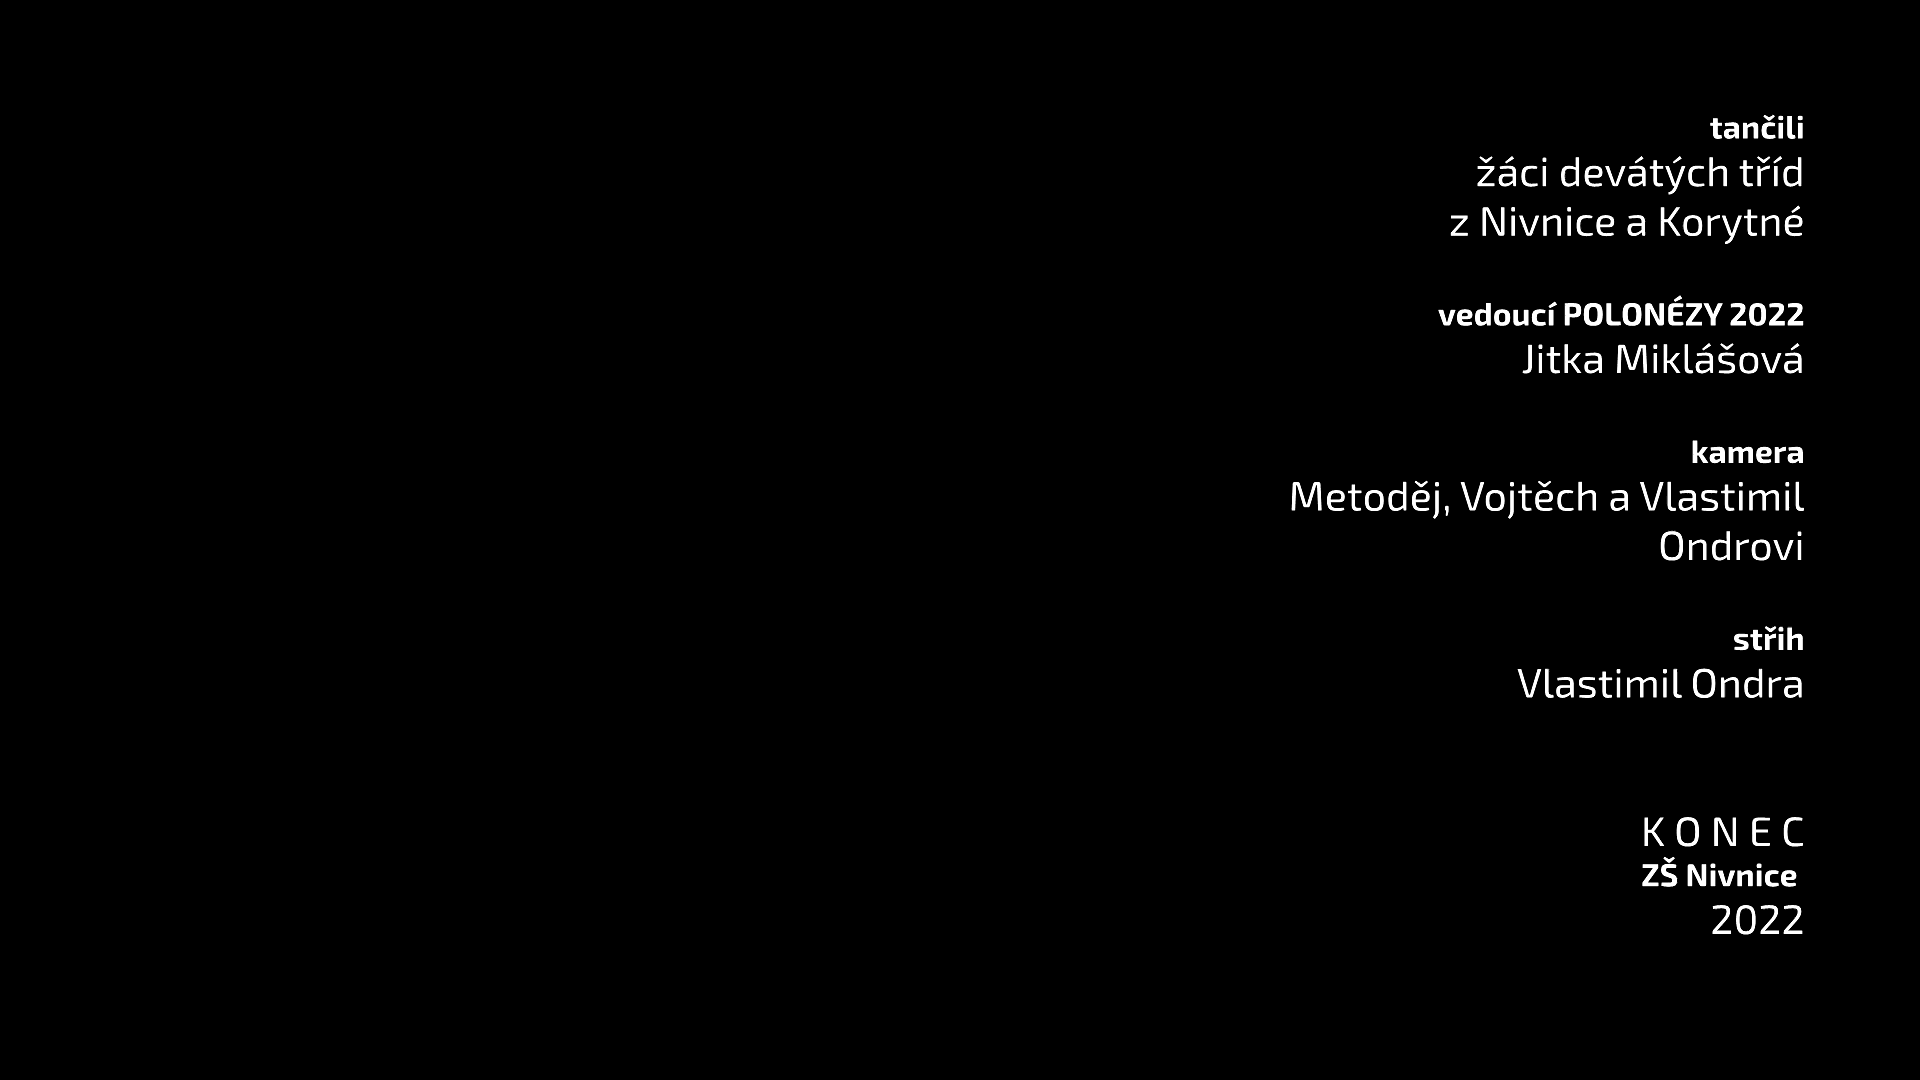 tančili
žáci devátých tříd
z Nivnice a Korytné
vedoucí POLONÉZY 2022
Jitka Miklášová
kamera
Metoděj, Vojtěch a Vlastimil
Ondrovi
střih
Vlastimil Ondra
K O N E C
ZŠ Nivnice
2022